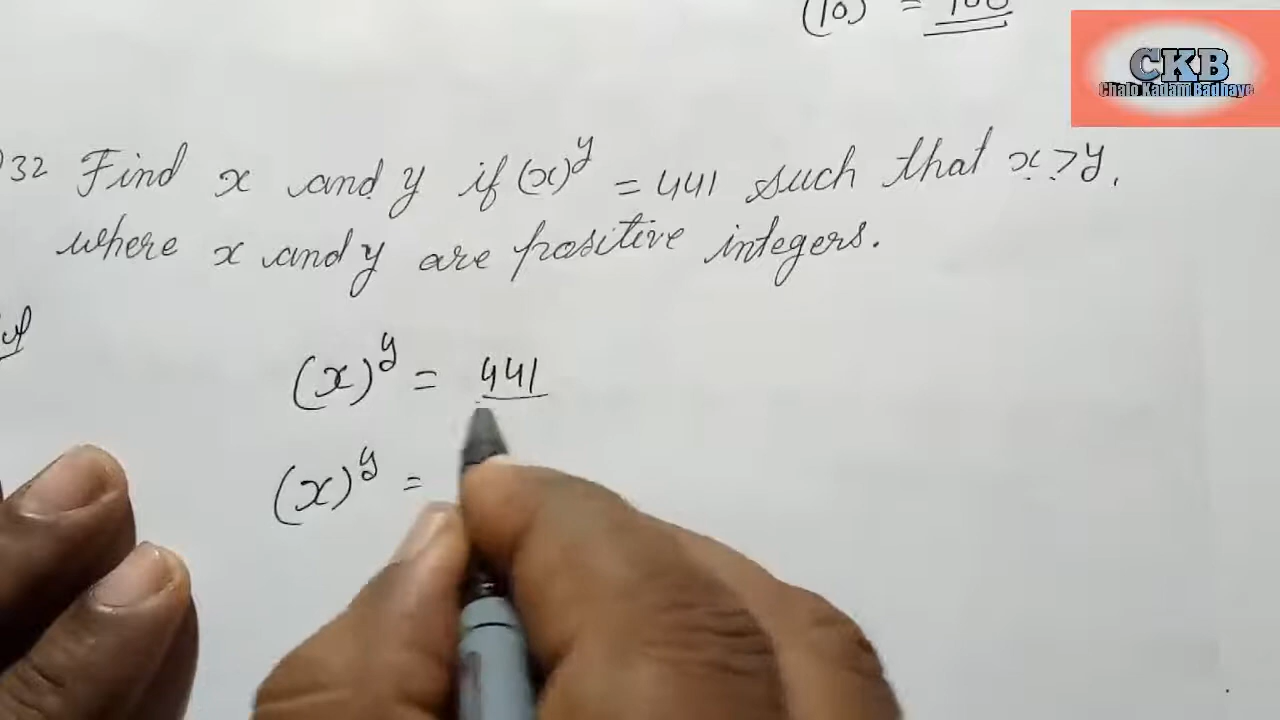 (10) = 100
CKB
Chalo Kadam Badhaye
32 Find x and y if (x)^y = 441 such that x > y,
where x and y are positive integers.
(x)^y = 441
(x)^y =